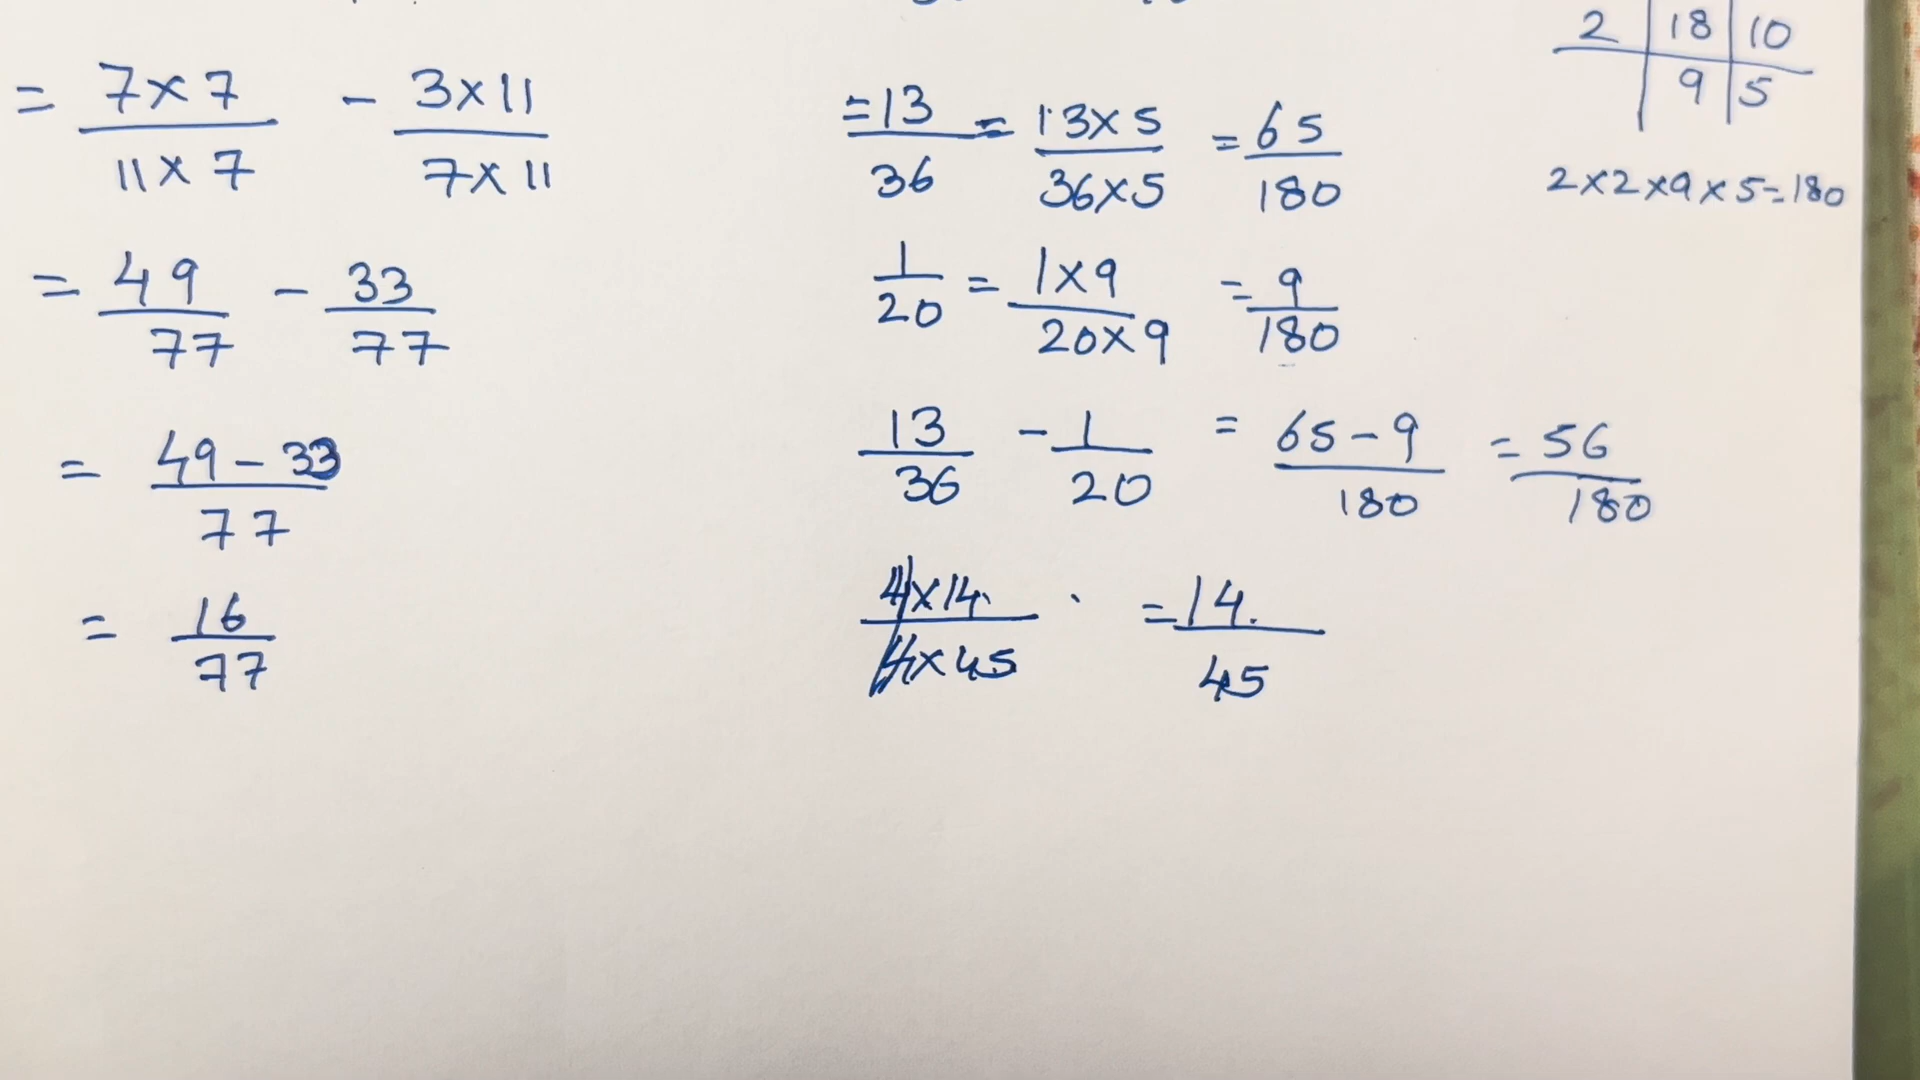 = 7×7/11×7 - 3×11/7×11
= 49/77 - 33/77
= 49-33/77
= 16/77
=13/36 = 13×5/36×5 = 65/180
1/20 = 1×9/20×9 = 9/180
13/36 - 1/20 = 65-9/180 = 56/180
4×14/4×45 = 14/45
2 | 18 | 10
9 | 5
2×2×9×5=180